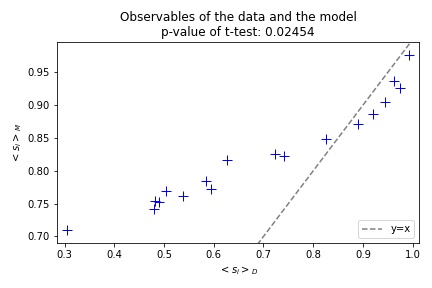 Observables of the data and the model
p-value of t-test: 0.02454
< s_i >_M
0.95
0.90
0.85
0.80
0.75
0.70
y=x
0.3 0.4 0.5 0.6 0.7 0.8 0.9 1.0
< s_i >_D